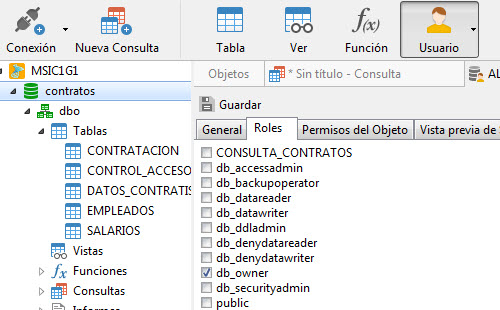 Conexión
Nueva Consulta
Tabla
Ver
Función
Usuario
MSIC1G1
contratos
dbo
Tablas
CONTRATACION
CONTROL_ACCESO
DATOS_CONTRATIS
EMPLEADOS
SALARIOS
Vistas
Funciones
Consultas
Informes
Objetos
* Sin título - Consulta
AL
Guardar
General
Roles
Permisos del Objeto
Vista previa de
CONSULTA_CONTRATOS
db_accessadmin
db_backupoperator
db_datareader
db_datawriter
db_ddladmin
db_denydatareader
db_denydatawriter
db_owner
db_securityadmin
public